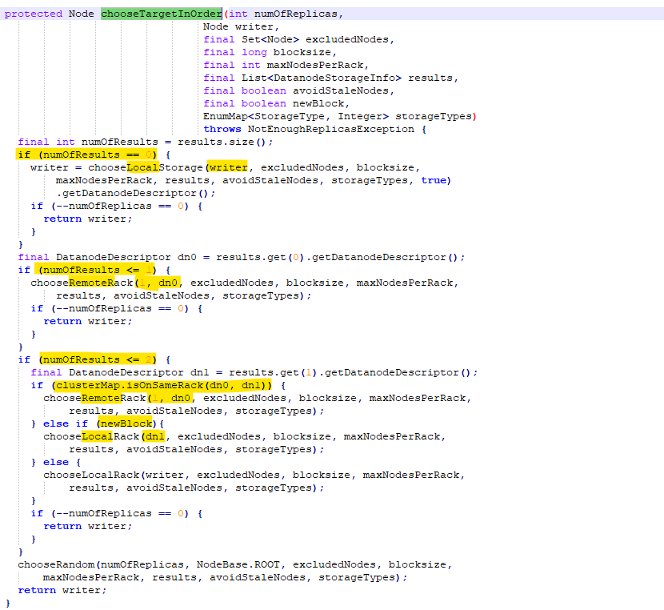 protected Node chooseTargetInOrder(int numOfReplicas,
Node writer,
final Set<Node> excludedNodes,
final long blocksize,
final int maxNodesPerRack,
final List<DatanodeStorageInfo> results,
final boolean avoidStaleNodes,
final boolean newBlock,
EnumMap<StorageType, Integer> storageTypes)
throws NotEnoughReplicasException {
final int numOfResults = results.size();
if (numOfResults == 0) {
writer = chooseLocalStorage(writer, excludedNodes, blocksize,
maxNodesPerRack, results, avoidStaleNodes, storageTypes, true)
.getDatanodeDescriptor();
if (--numOfReplicas == 0) {
return writer;
}
}
final DatanodeDescriptor dn0 = results.get(0).getDatanodeDescriptor();
if (numOfResults <= 1) {
chooseRemoteRack(1, dn0, excludedNodes, blocksize, maxNodesPerRack,
results, avoidStaleNodes, storageTypes);
if (--numOfReplicas == 0) {
return writer;
}
}
if (numOfResults <= 2) {
final DatanodeDescriptor dn1 = results.get(1).getDatanodeDescriptor();
if (clusterMap.isOnSameRack(dn0, dn1)) {
chooseRemoteRack(1, dn0, excludedNodes, blocksize, maxNodesPerRack,
results, avoidStaleNodes, storageTypes);
} else if (newBlock){
chooseLocalRack(dn1, excludedNodes, blocksize, maxNodesPerRack,
results, avoidStaleNodes, storageTypes);
} else {
chooseLocalRack(writer, excludedNodes, blocksize, maxNodesPerRack,
results, avoidStaleNodes, storageTypes);
}
if (--numOfReplicas == 0) {
return writer;
}
}
chooseRandom(numOfReplicas, NodeBase.ROOT, excludedNodes, blocksize,
maxNodesPerRack, results, avoidStaleNodes, storageTypes);
return writer;
}